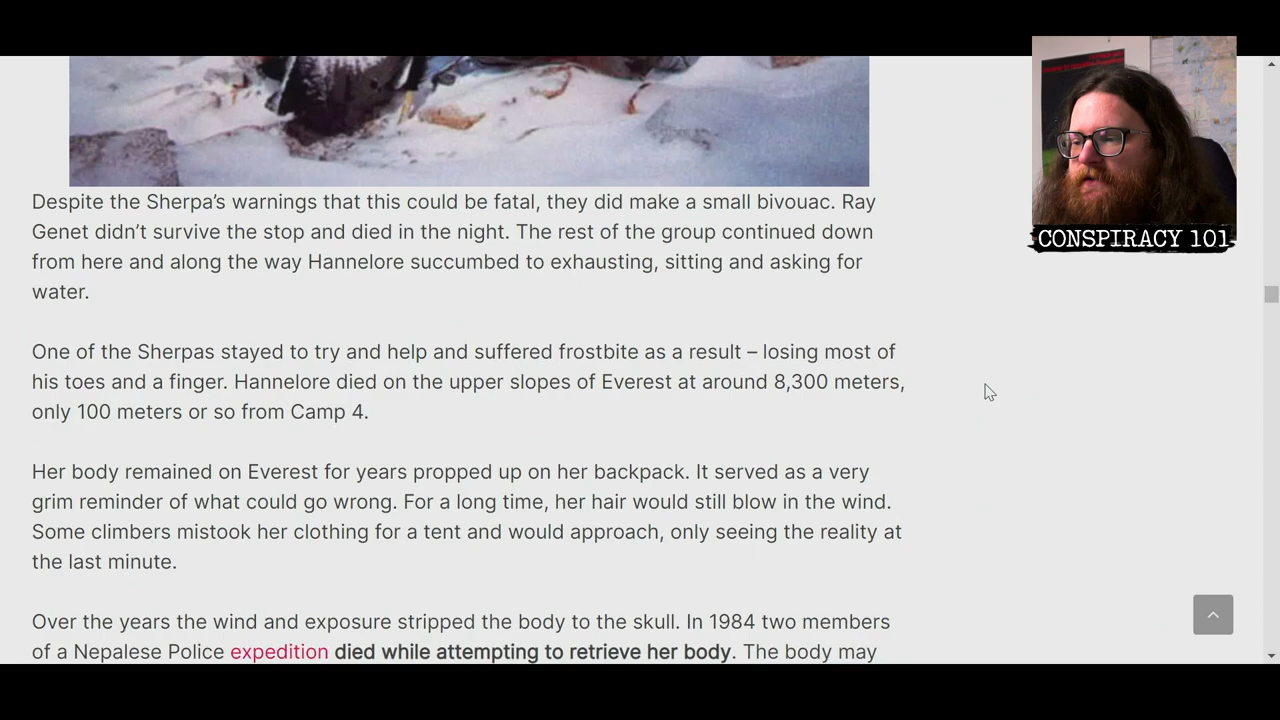 CONSPIRACY 101
Despite the Sherpa’s warnings that this could be fatal, they did make a small bivouac. Ray
Genet didn’t survive the stop and died in the night. The rest of the group continued down
from here and along the way Hannelore succumbed to exhausting, sitting and asking for
water.
One of the Sherpas stayed to try and help and suffered frostbite as a result – losing most of
his toes and a finger. Hannelore died on the upper slopes of Everest at around 8,300 meters,
only 100 meters or so from Camp 4.
Her body remained on Everest for years propped up on her backpack. It served as a very
grim reminder of what could go wrong. For a long time, her hair would still blow in the wind.
Some climbers mistook her clothing for a tent and would approach, only seeing the reality at
the last minute.
Over the years the wind and exposure stripped the body to the skull. In 1984 two members
of a Nepalese Police expedition died while attempting to retrieve her body. The body may